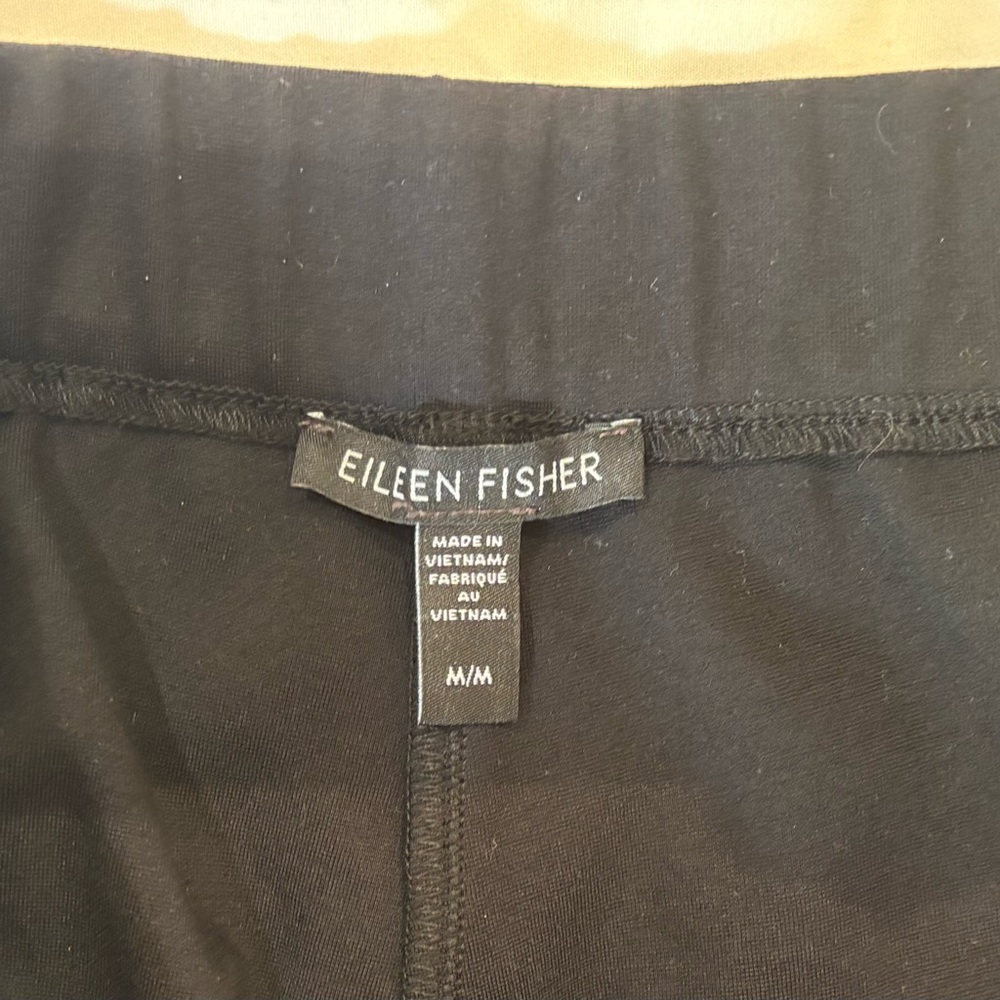 EILEEN FISHER
MADE IN
VIETNAM/
FABRIQUÉ
AU
VIETNAM
M/M